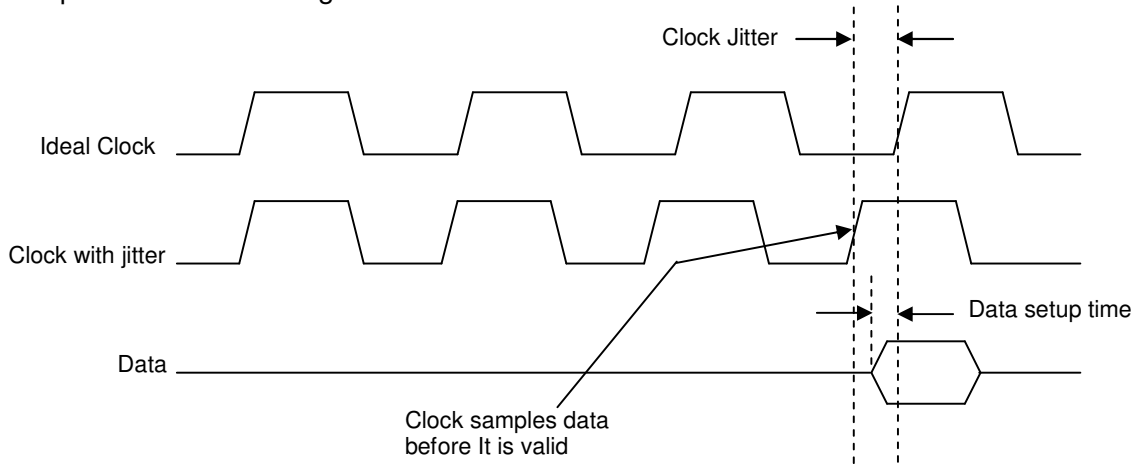 Clock Jitter
Ideal Clock
Clock with jitter
Data setup time
Data
Clock samples data
before It is valid